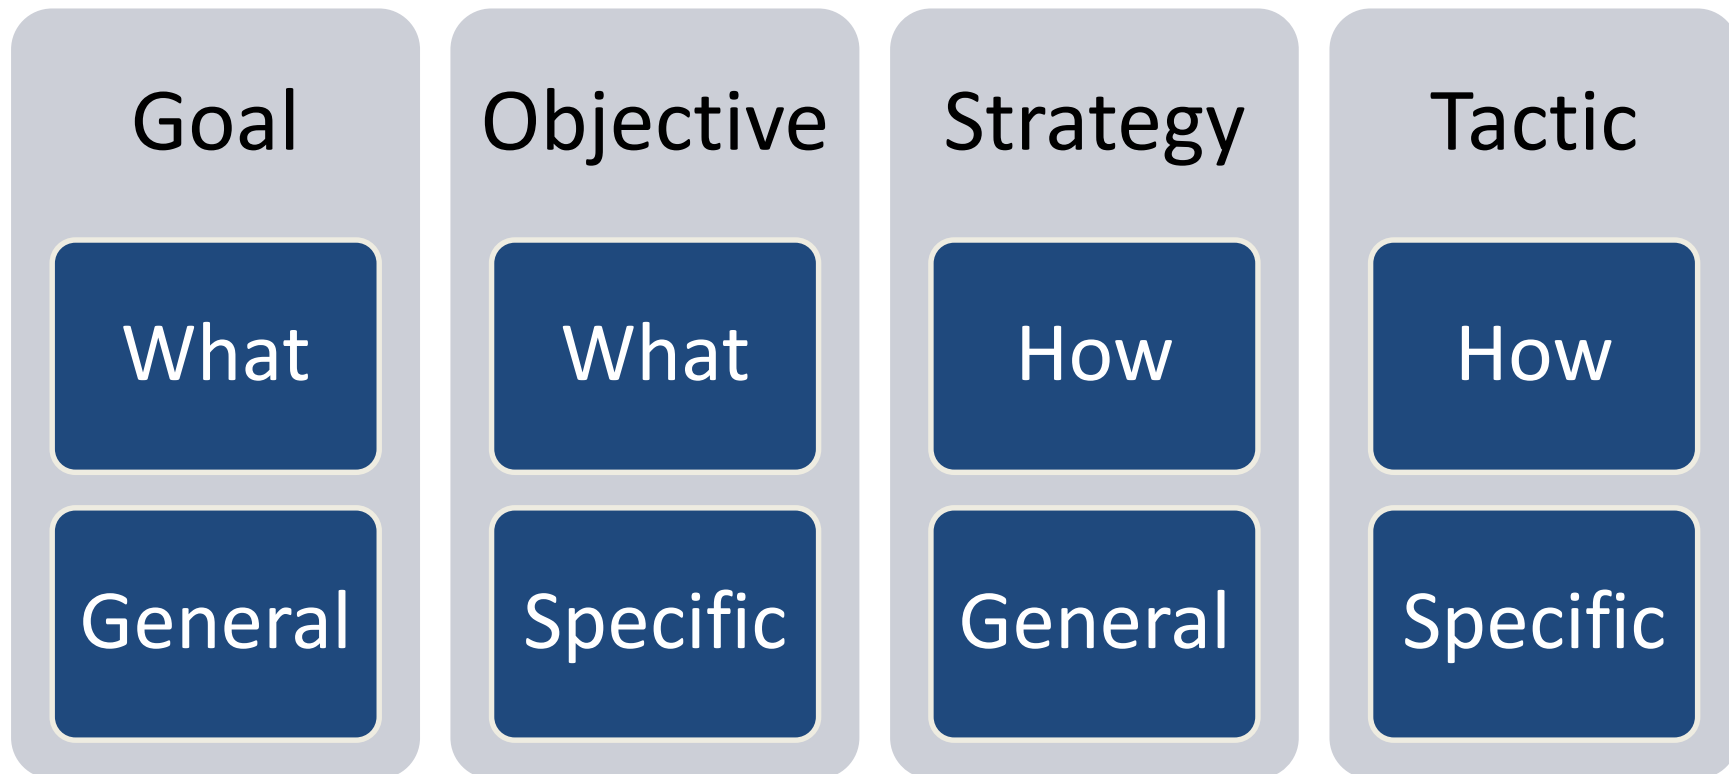 Goal
What
General
Objective
What
Specific
Strategy
How
General
Tactic
How
Specific